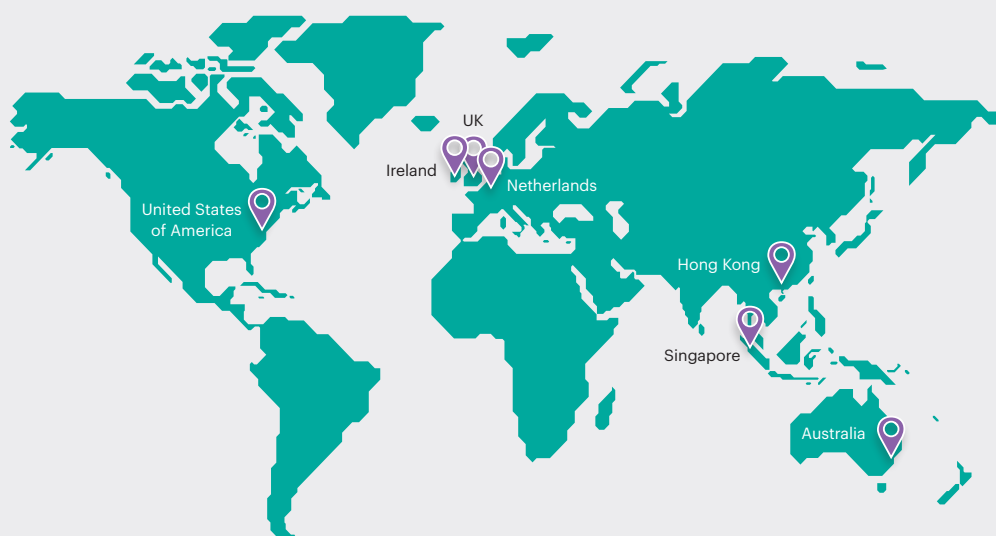 UK
Ireland
Netherlands
United States
of America
Hong Kong
Singapore
Australia